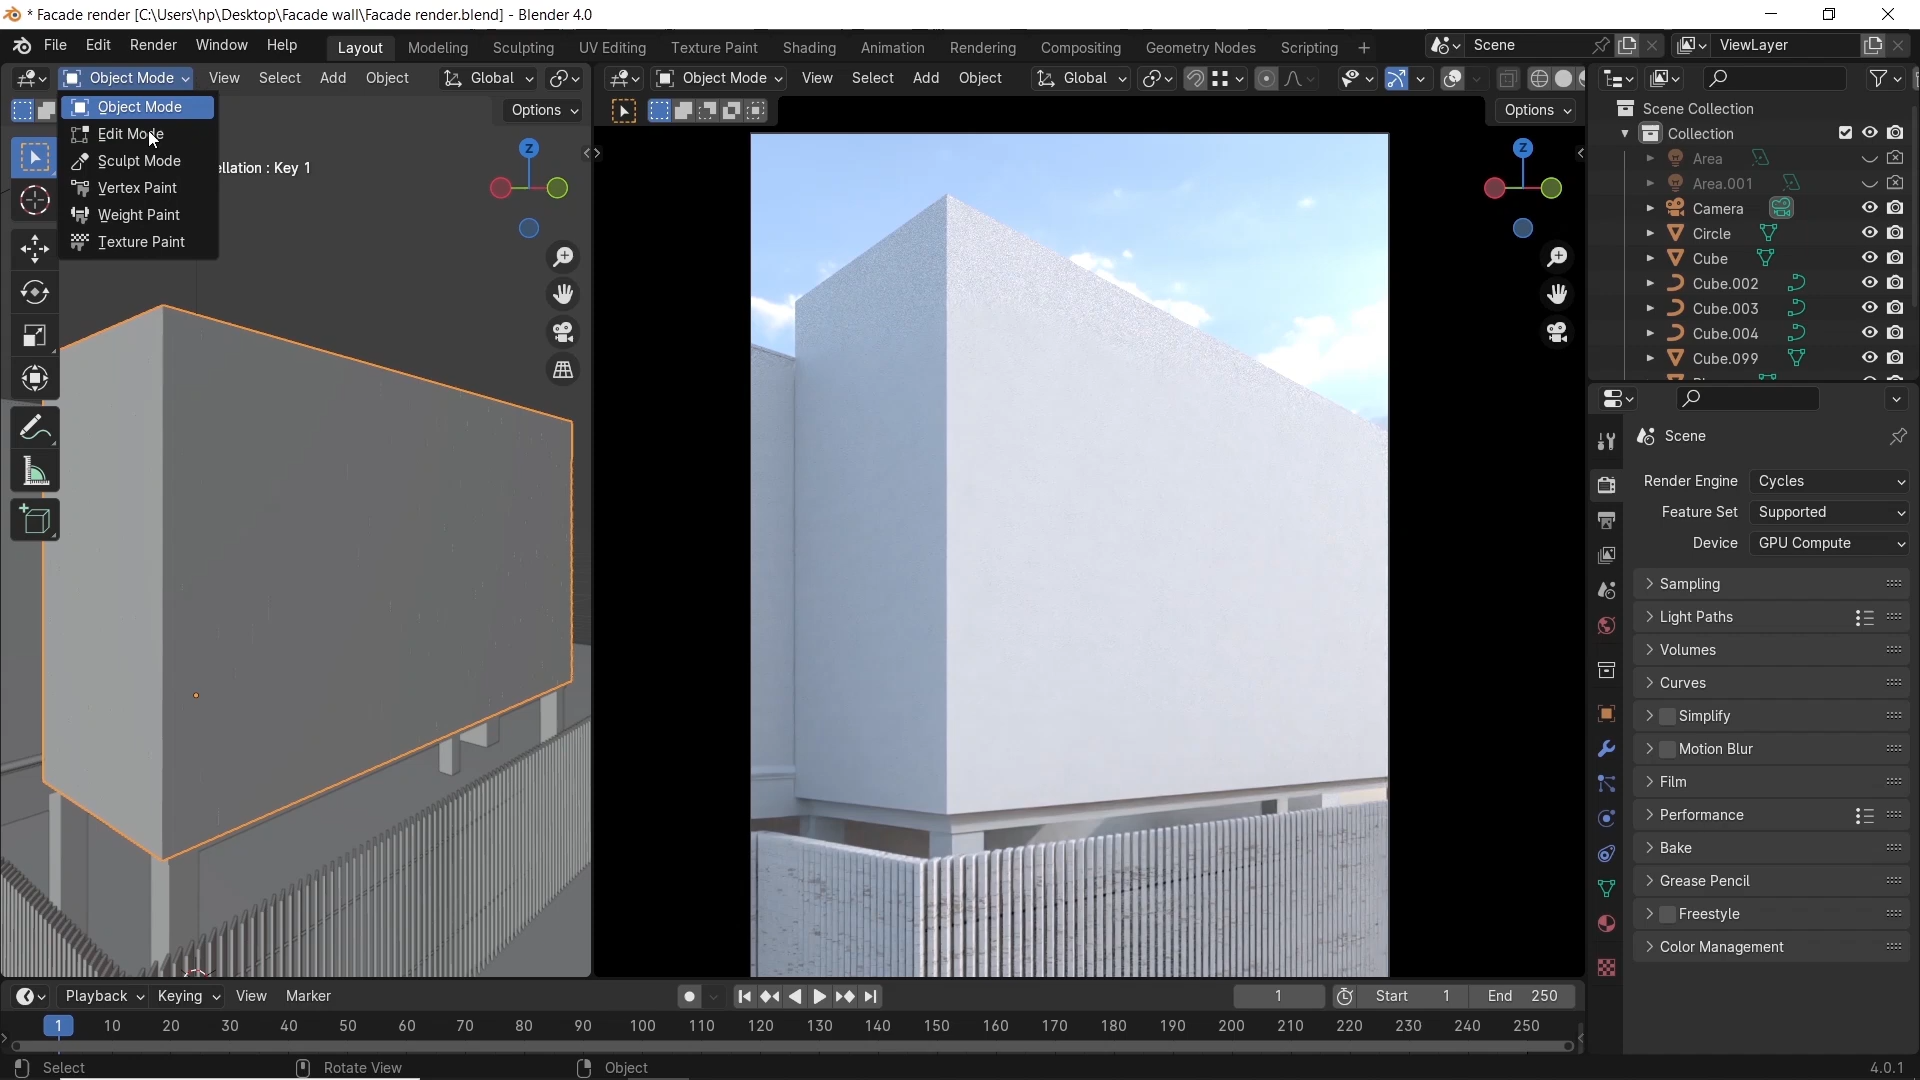 * Facade render [C:\Users\hp\Desktop\Facade wall\Facade render.blend] - Blender 4.0
File Edit Render Window Help Layout Modeling Sculpting UV Editing Texture Paint Shading Animation Rendering Compositing Geometry Nodes Scripting + Scene ViewLayer
Object Mode View Select Add Object Global
Object Mode View Select Add Object Global
Options
Options
Object Mode
Edit Mode
Sculpt Mode
Vertex Paint
Weight Paint
Texture Paint
ellation : Key 1
Z
Z
Scene Collection
Collection
Area
Area.001
Camera
Circle
Cube
Cube.002
Cube.003
Cube.004
Cube.099
Scene
Render Engine Cycles
Feature Set Supported
Device GPU Compute
Sampling
Light Paths
Volumes
Curves
Simplify
Motion Blur
Film
Performance
Bake
Grease Pencil
Freestyle
Color Management
Playback Keying View Marker 1 Start 1 End 250
1 10 20 30 40 50 60 70 80 90 100 110 120 130 140 150 160 170 180 190 200 210 220 230 240 250
Select Rotate View Object 4.0.1